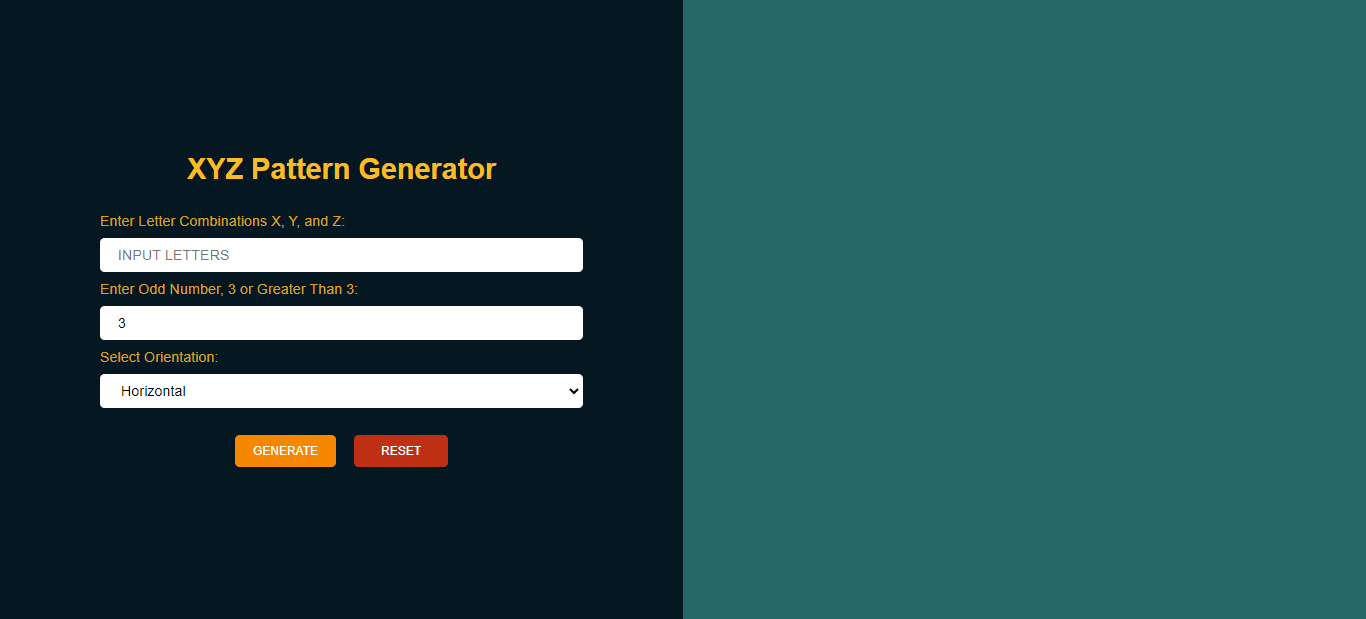 XYZ Pattern Generator
Enter Letter Combinations X, Y, and Z:
INPUT LETTERS
Enter Odd Number, 3 or Greater Than 3:
3
Select Orientation:
Horizontal
GENERATE RESET